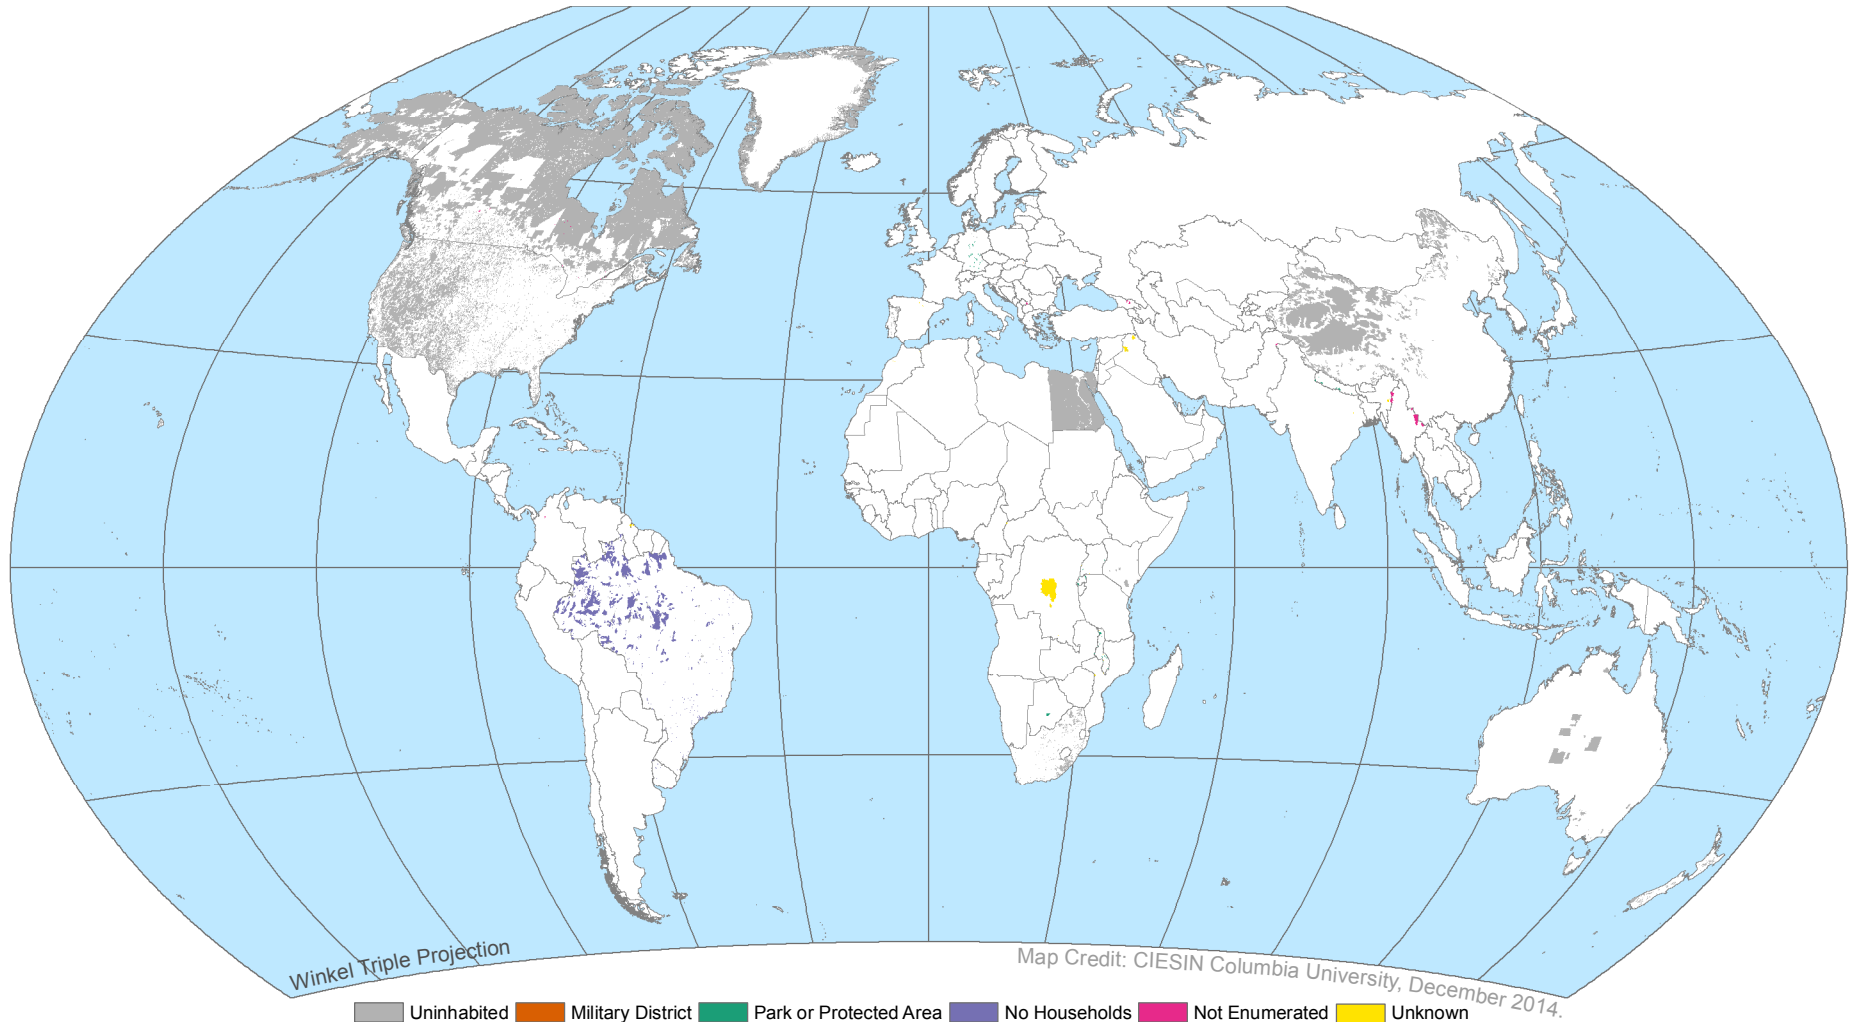 Winkel Triple Projection
Map Credit: CIESIN Columbia University, December 2014.
Uninhabited Military District Park or Protected Area No Households Not Enumerated Unknown